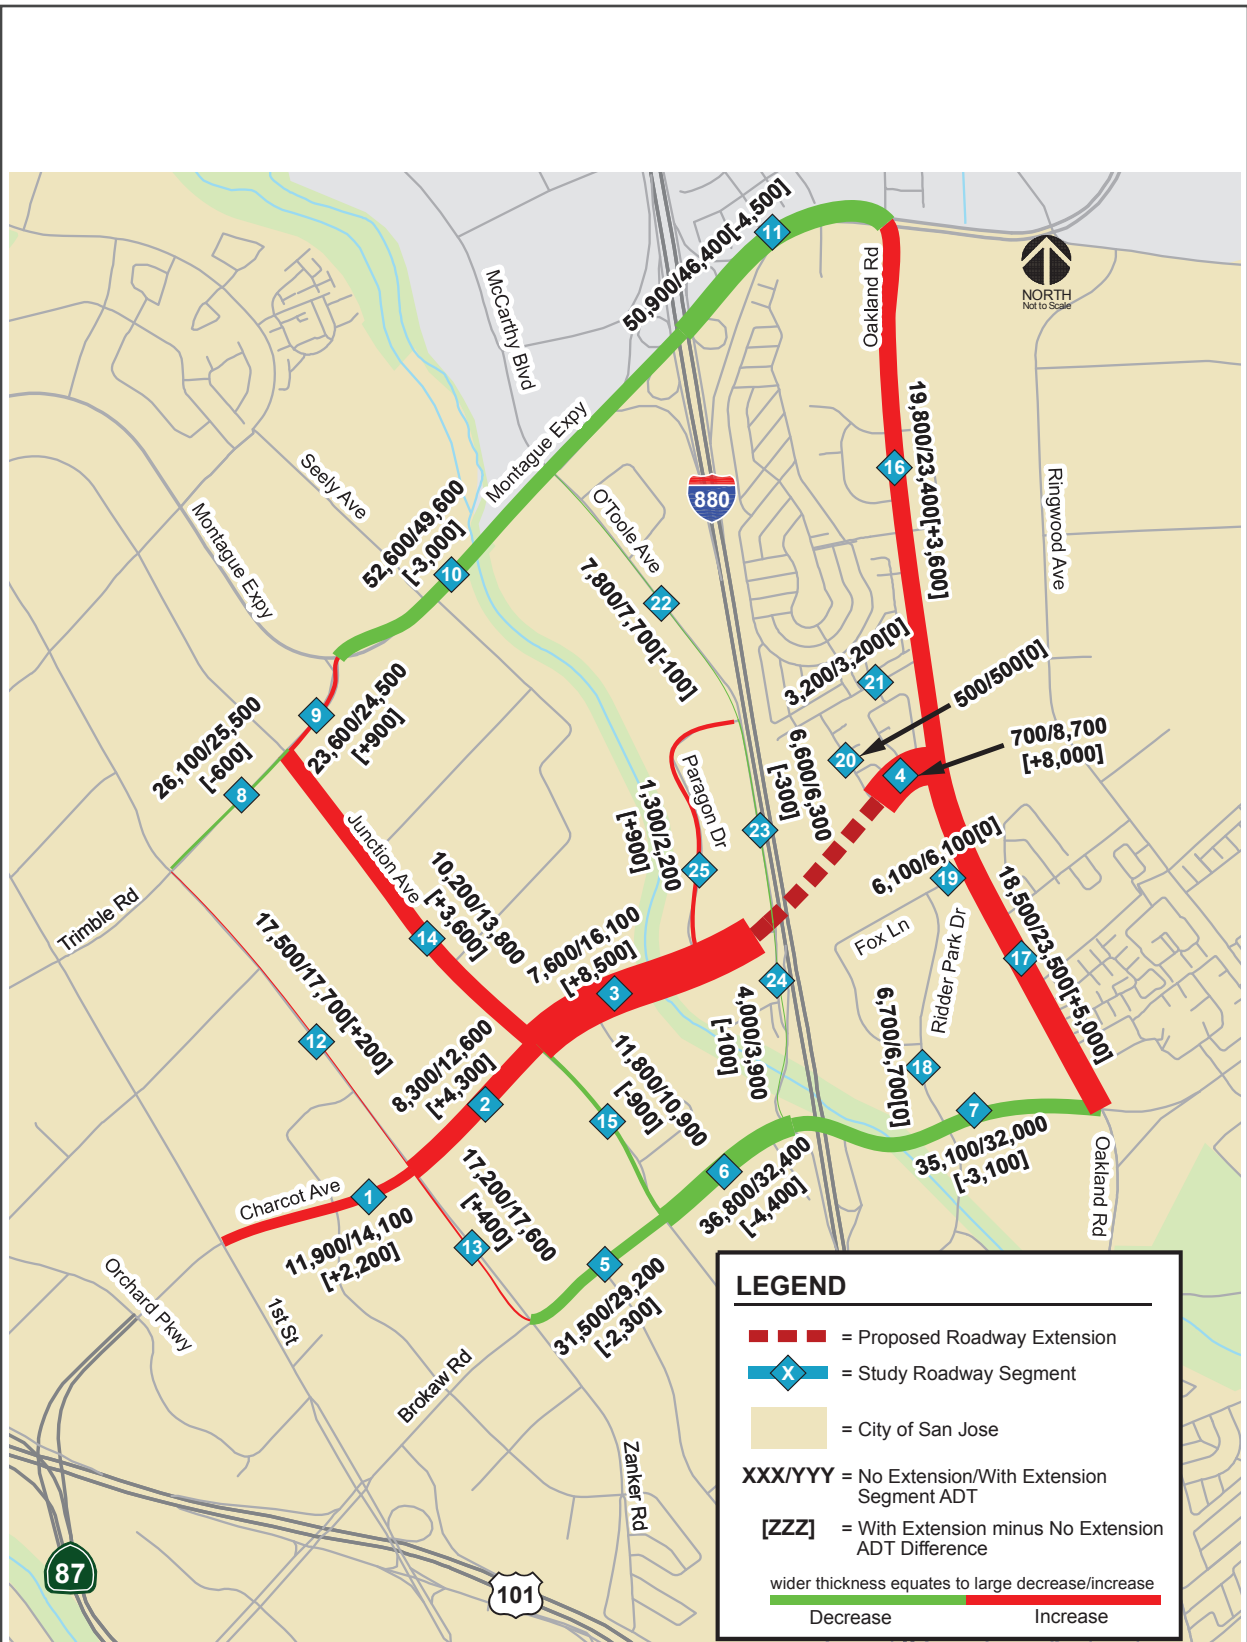 50,900/46,400[-4,500]
11
Oakland Rd
NORTH
Not to Scale
McCarthy Blvd
Montague Expy
Seely Ave
Montague Expy
52,600/49,600
[-3,000]
10
880
O'Toole Ave
7,800/7,700[-100]
22
19,800/23,400[+3,600]
16
Ringwood Ave
3,200/3,200[0]
21
500/500[0]
20
700/8,700
[+8,000]
4
9
23,600/24,500
[+900]
26,100/25,500
[-600]
8
Trimble Rd
Junction Ave
10,200/13,800
[+3,600]
14
Paragon Dr
1,300/2,200
[+900]
25
6,600/6,300
[-300]
23
6,100/6,100[0]
19
18,500/23,500[+5,000]
17
Fox Ln
Ridder Park Dr
7,600/16,100
[+8,500]
3
17,500/17,700[+200]
12
8,300/12,600
[+4,300]
2
11,800/10,900
[-900]
15
4,000/3,900
[-100]
24
6,700/6,700[0]
18
7
35,100/32,000
[-3,100]
Oakland Rd
6
36,800/32,400
[-4,400]
Charcot Ave
1
11,900/14,100
[+2,200]
17,200/17,600
[+400]
13
5
31,500/29,200
[-2,300]
Orchard Pkwy
1st St
Brokaw Rd
Zanker Rd
87
101
LEGEND
= Proposed Roadway Extension
X = Study Roadway Segment
= City of San Jose
XXX/YYY = No Extension/With Extension
Segment ADT
[ZZZ] = With Extension minus No Extension
ADT Difference
wider thickness equates to large decrease/increase
Decrease Increase